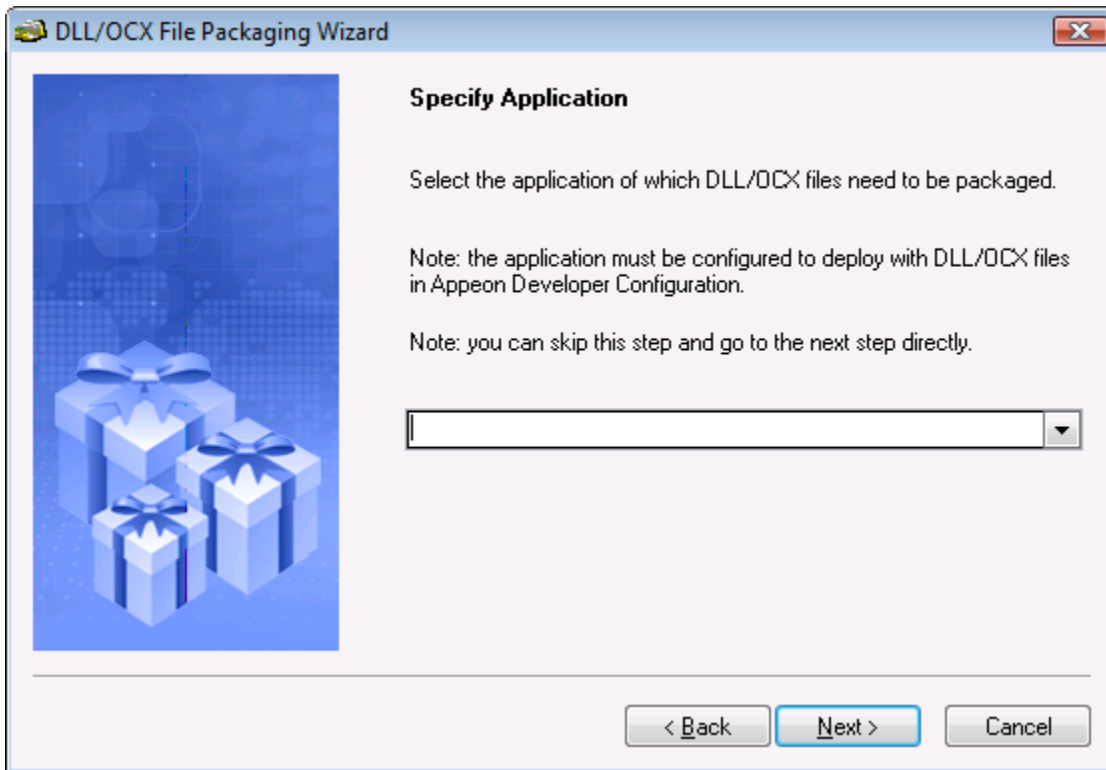 DLL/OCX File Packaging Wizard
Specify Application
Select the application of which DLL/OCX files need to be packaged.
Note: the application must be configured to deploy with DLL/OCX files
in Appeon Developer Configuration.
Note: you can skip this step and go to the next step directly.
< Back
Next >
Cancel